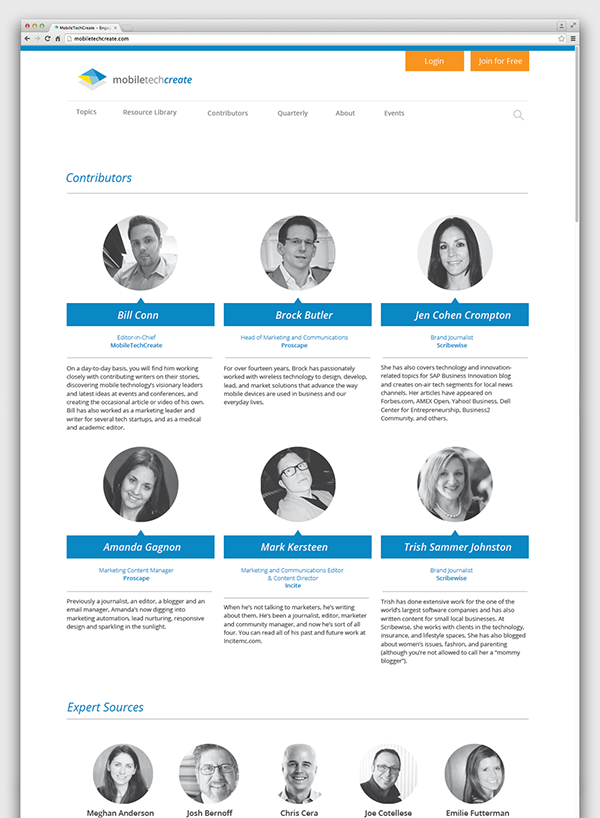 MobileTechCreate – Engag
mobiletechcreate.com
Login
Join for Free
mobiletechcreate
Topics
Resource Library
Contributors
Quarterly
About
Events
Contributors
Bill Conn
Editor-in-Chief
MobileTechCreate
On a day-to-day basis, you will find him working
closely with contributing writers on their stories,
discovering mobile technology's visionary leaders
and latest ideas at events and conferences, and
creating the occasional article or video of his own.
Bill has also worked as a marketing leader and
writer for several tech startups, and as a medical
and academic editor.
Brock Butler
Head of Marketing and Communications
Proscape
For over fourteen years, Brock has passionately
worked with wireless technology to design, develop,
lead, and market solutions that advance the way
mobile devices are used in business and our
everyday lives.
Jen Cohen Crompton
Brand Journalist
Scribewise
She has also covers technology and innovation-
related topics for SAP Business Innovation blog
and creates on-air tech segments for local news
channels. Her articles have appeared on
Forbes.com, AMEX Open, Yahoo! Business, Dell
Center for Entrepreneurship, Business2
Community, and others.
Amanda Gagnon
Marketing Content Manager
Proscape
Previously a journalist, an editor, a blogger and an
email manager, Amanda's now digging into
marketing automation, lead nurturing, responsive
design and sparkling in the sunlight.
Mark Kersteen
Marketing and Communications Editor
& Content Director
Incite
When he's not talking to marketers, he's writing
about them. He's been a journalist, editor, marketer
and community manager, and now he's sort of all
four. You can read all of his past and future work at
Incitemc.com.
Trish Sammer Johnston
Brand Journalist
Scribewise
Trish has done extensive work for the one of the
world's largest software companies and has also
written content for small local businesses. At
Scribewise, she works with clients in the technology,
insurance, and lifestyle spaces. She has also blogged
about women's issues, fashion, and parenting
(although you're not allowed to call her a "mommy
blogger").
Expert Sources
Meghan Anderson
Josh Bernoff
Chris Cera
Joe Cotellese
Emilie Futterman